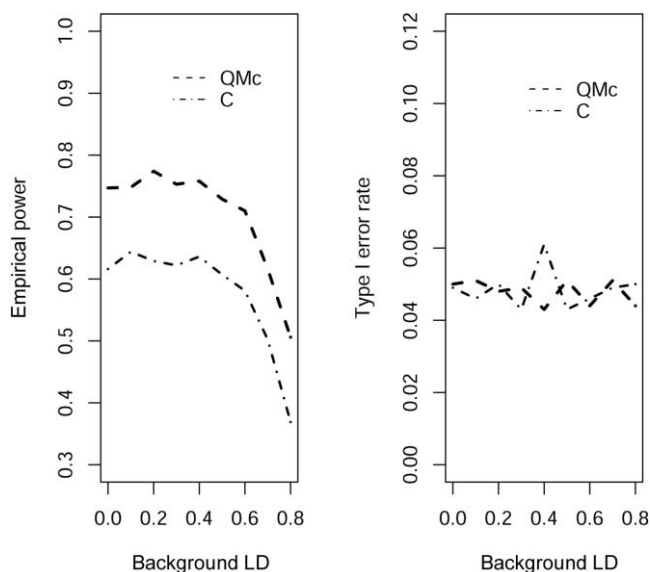 Empirical power
1.0
0.9
0.8
0.7
0.6
0.5
0.4
0.3
QMc
C
0.0 0.2 0.4 0.6 0.8
Background LD
Type I error rate
0.12
0.10
0.08
0.06
0.04
0.02
0.00
QMc
C
0.0 0.2 0.4 0.6 0.8
Background LD